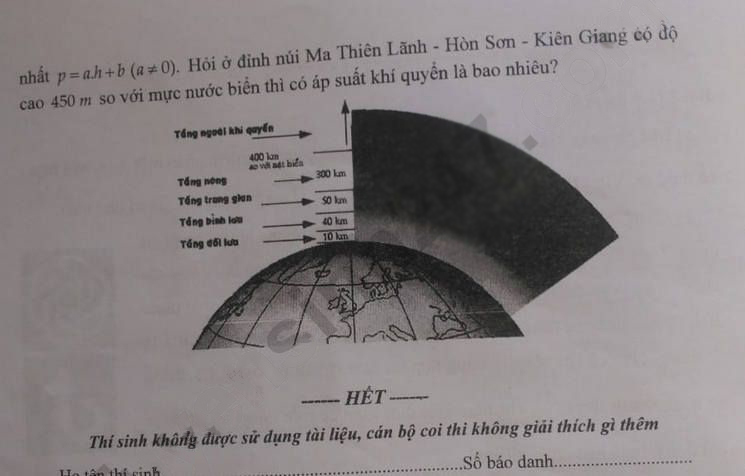 nhất p = a.h + b (a ≠ 0). Hỏi ở đỉnh núi Ma Thiên Lãnh - Hòn Sơn - Kiên Giang có độ
cao 450 m so với mực nước biển thì có áp suất khí quyển là bao nhiêu?
Tầng ngoài khí quyển
400 km
so với mặt biển
Tầng nóng
300 km
Tầng trung gian
50 km
Tầng bình lưu
40 km
Tầng đối lưu
10 km
------- HẾT -------
Thí sinh không được sử dụng tài liệu, cán bộ coi thi không giải thích gì thêm
Họ tên thí sinh.......................................................Số báo danh............................